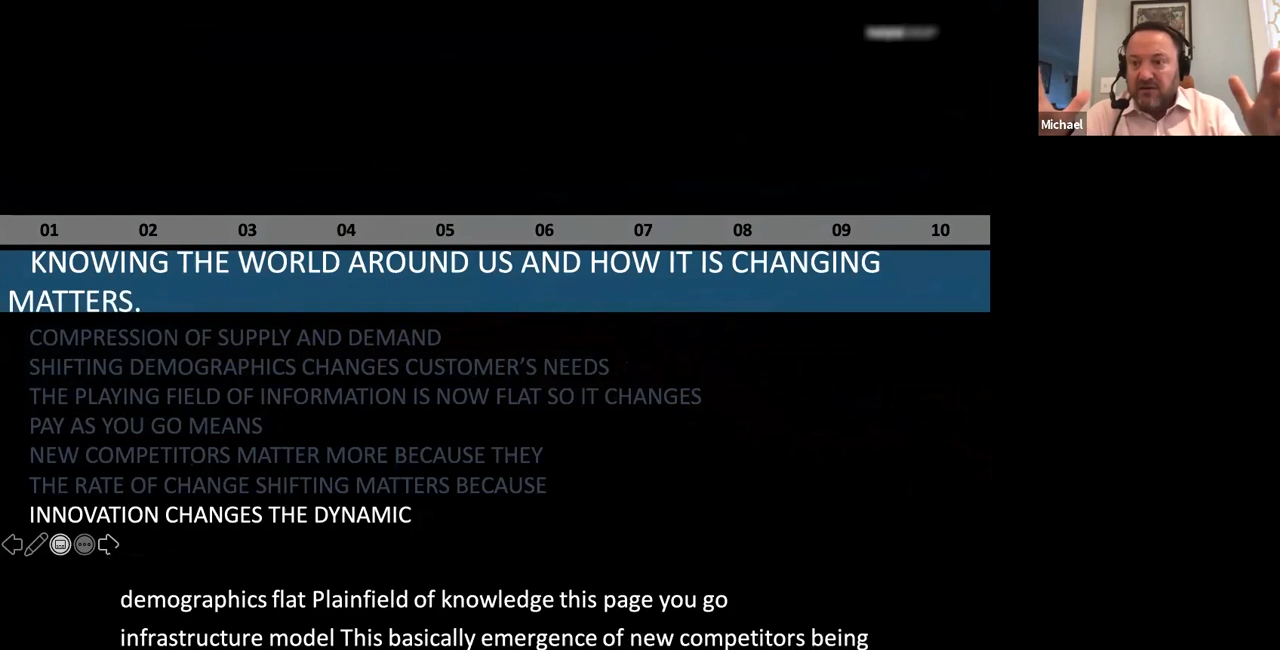 Michael
01 02 03 04 05 06 07 08 09 10
KNOWING THE WORLD AROUND US AND HOW IT IS CHANGING
MATTERS.
COMPRESSION OF SUPPLY AND DEMAND
SHIFTING DEMOGRAPHICS CHANGES CUSTOMER’S NEEDS
THE PLAYING FIELD OF INFORMATION IS NOW FLAT SO IT CHANGES
PAY AS YOU GO MEANS
NEW COMPETITORS MATTER MORE BECAUSE THEY
THE RATE OF CHANGE SHIFTING MATTERS BECAUSE
INNOVATION CHANGES THE DYNAMIC
demographics flat Plainfield of knowledge this page you go
infrastructure model This basically emergence of new competitors being